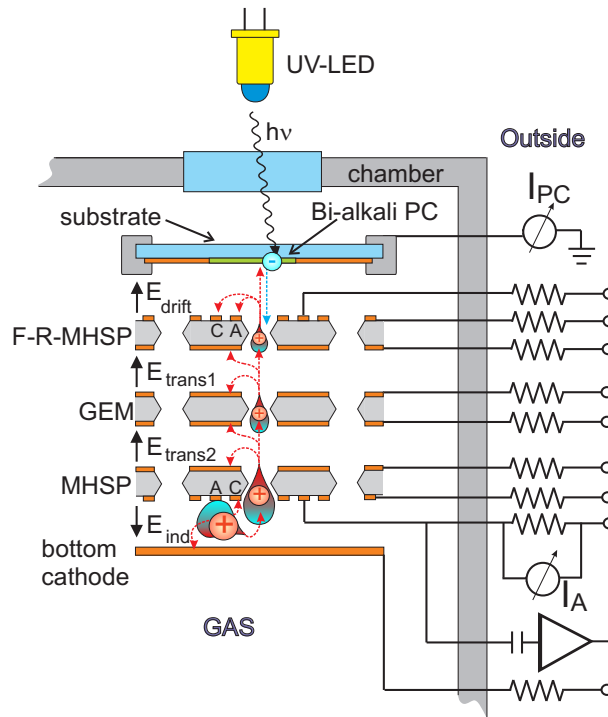 UV-LED
hν
Outside
chamber
I_PC
substrate
Bi-alkali PC
-
E_drift
C A
F-R-MHSP
+
E_trans1
GEM
+
E_trans2
MHSP
A C
+
+
E_ind
bottom
cathode
I_A
GAS